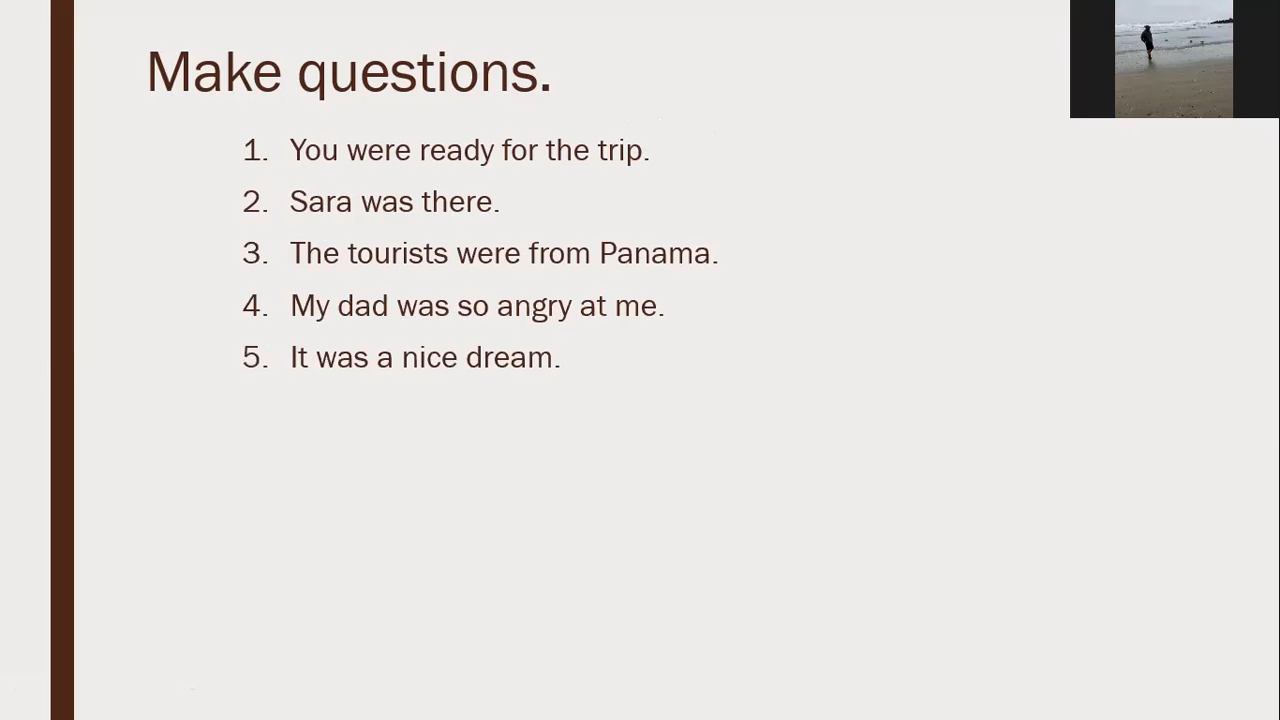 Make questions.
1. You were ready for the trip.
2. Sara was there.
3. The tourists were from Panama.
4. My dad was so angry at me.
5. It was a nice dream.